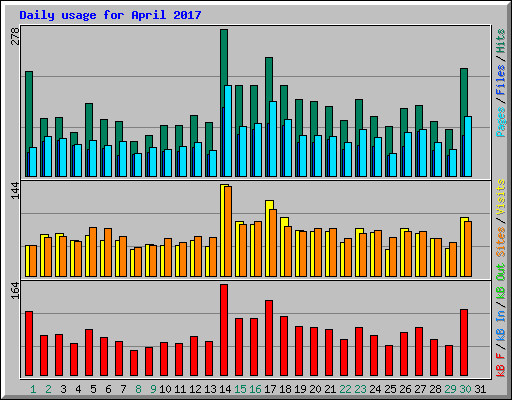 Daily usage for April 2017
278
144
164
Pages / Files / Hits
Sites / Visits
kB F / kB In / kB Out
1 2 3 4 5 6 7 8 9 10 11 12 13 14 15 16 17 18 19 20 21 22 23 24 25 26 27 28 29 30 31